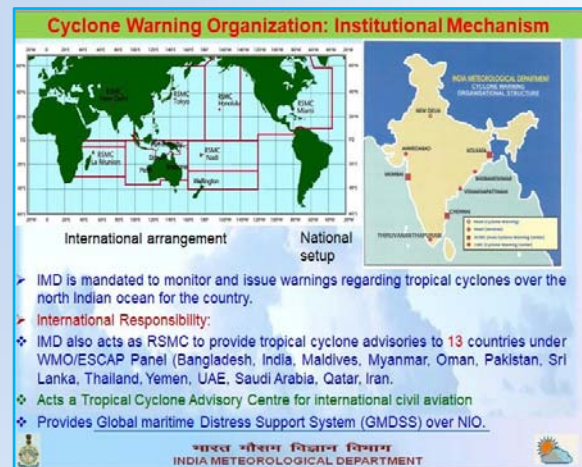 Cyclone Warning Organization: Institutional Mechanism
RSMC
New Delhi
RSMC
Tokyo
RSMC
Honolulu
RSMC
Miami
RSMC
La Reunion
RSMC
Nadi
Wellington
INDIA METEOROLOGICAL DEPARTMENT
CYCLONE WARNING
ORGANISATIONAL STRUCTURE
NEW DELHI
AHMEDABAD
KOLKATA
MUMBAI
BHUBANESWAR
VISAKHAPATNAM
CHENNAI
THIRUVANANTHAPURAM
International arrangement
National
setup
➤ IMD is mandated to monitor and issue warnings regarding tropical cyclones over the
north Indian ocean for the country.
➤ International Responsibility:
❖ IMD also acts as RSMC to provide tropical cyclone advisories to 13 countries under
WMO/ESCAP Panel (Bangladesh, India, Maldives, Myanmar, Oman, Pakistan, Sri
Lanka, Thailand, Yemen, UAE, Saudi Arabia, Qatar, Iran.
❖ Acts a Tropical Cyclone Advisory Centre for international civil aviation
❖ Provides Global maritime Distress Support System (GMDSS) over NIO.
भारत मौसम विज्ञान विभाग
INDIA METEOROLOGICAL DEPARTMENT